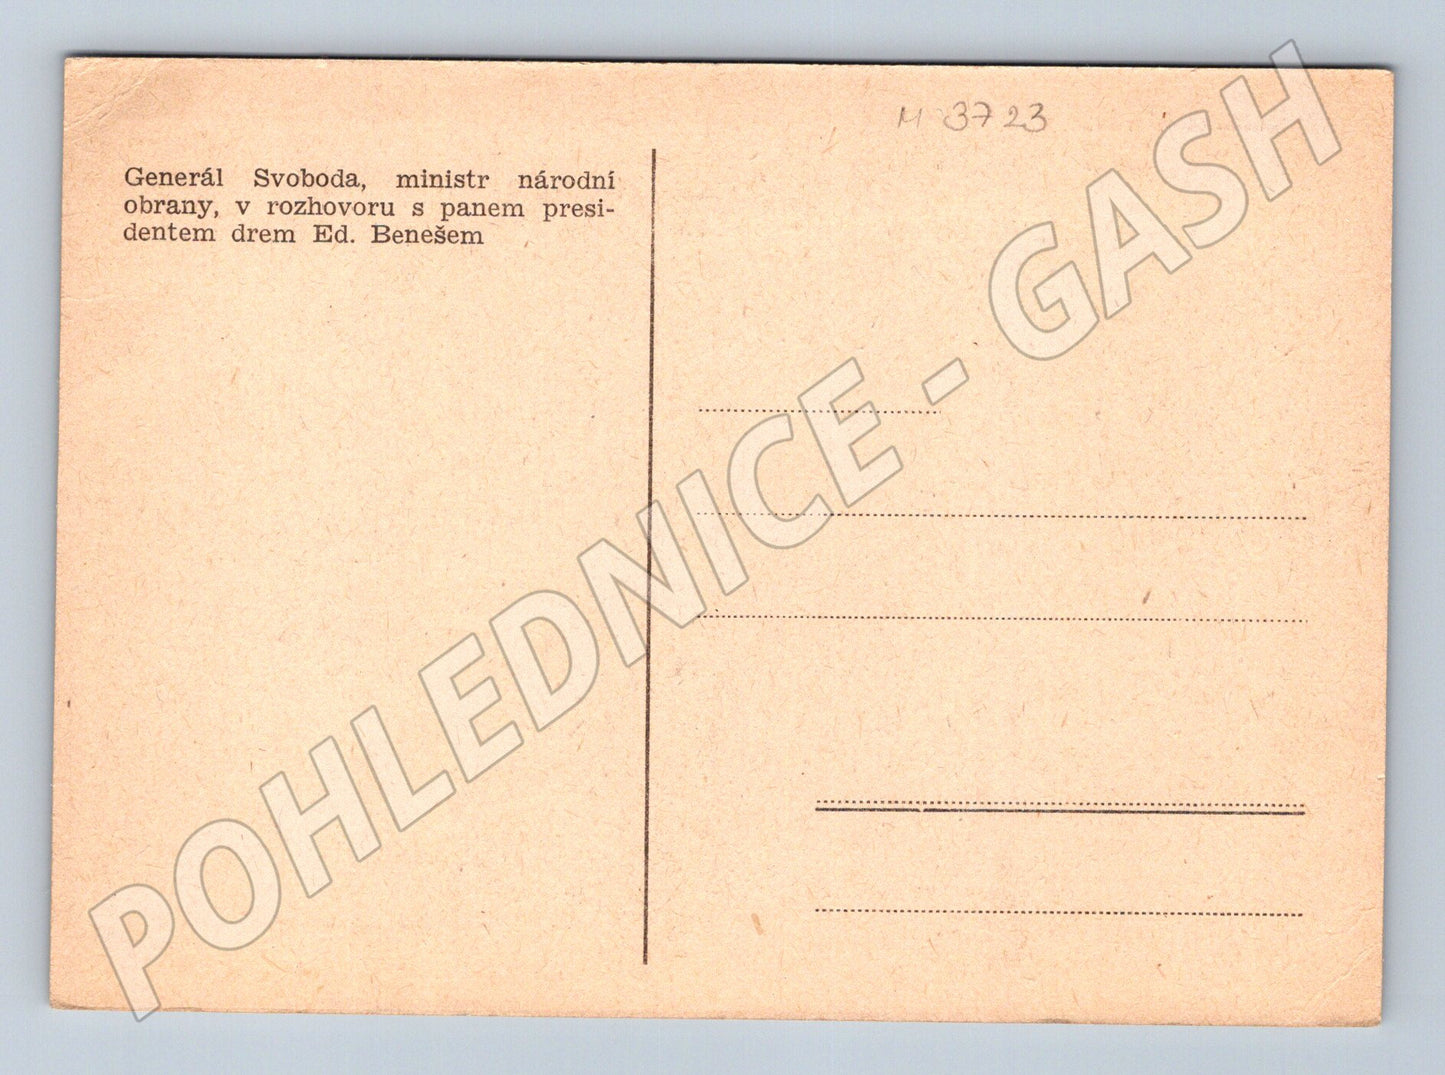 M 3723
Generál Svoboda, ministr národní
obrany, v rozhovoru s panem presi-
dentem drem Ed. Benešem
POHLEDNICE - GASH